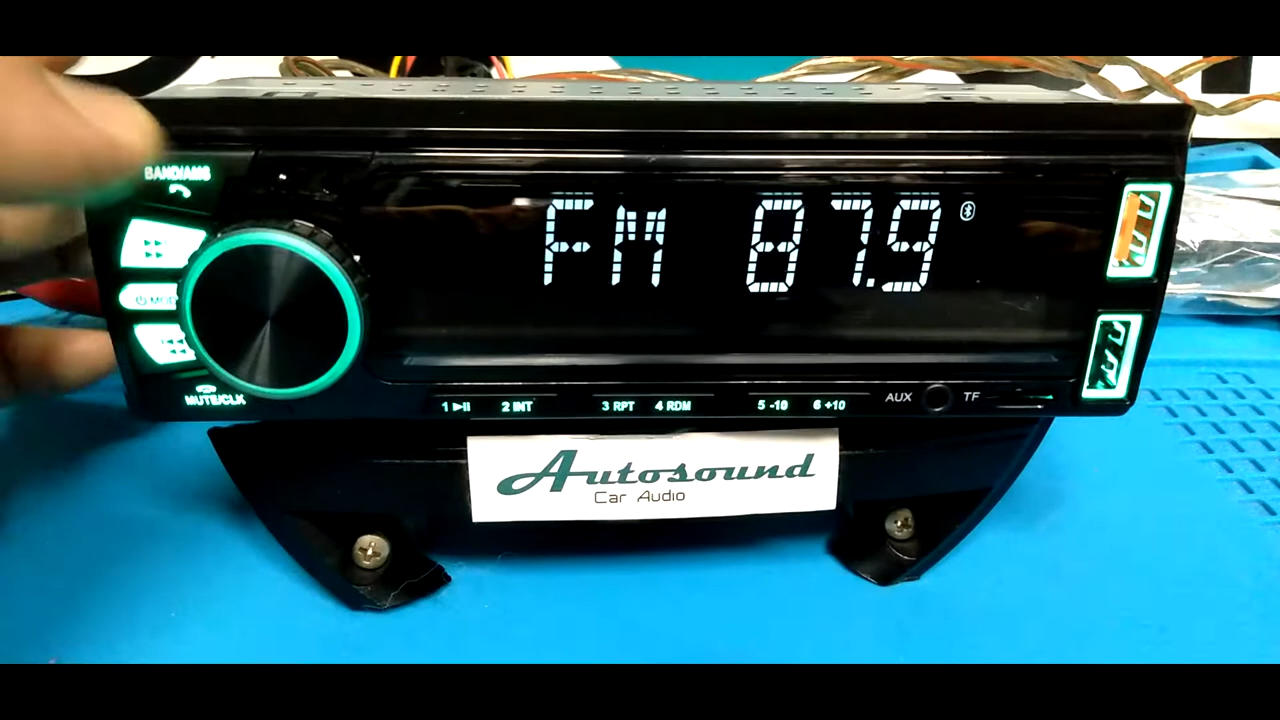 BAND/AMS
FM 87.9
MUTE/CLK
1 2 INT 3 RPT 4 RDM 5 -10 6 +10 AUX TF
Autosound
Car Audio